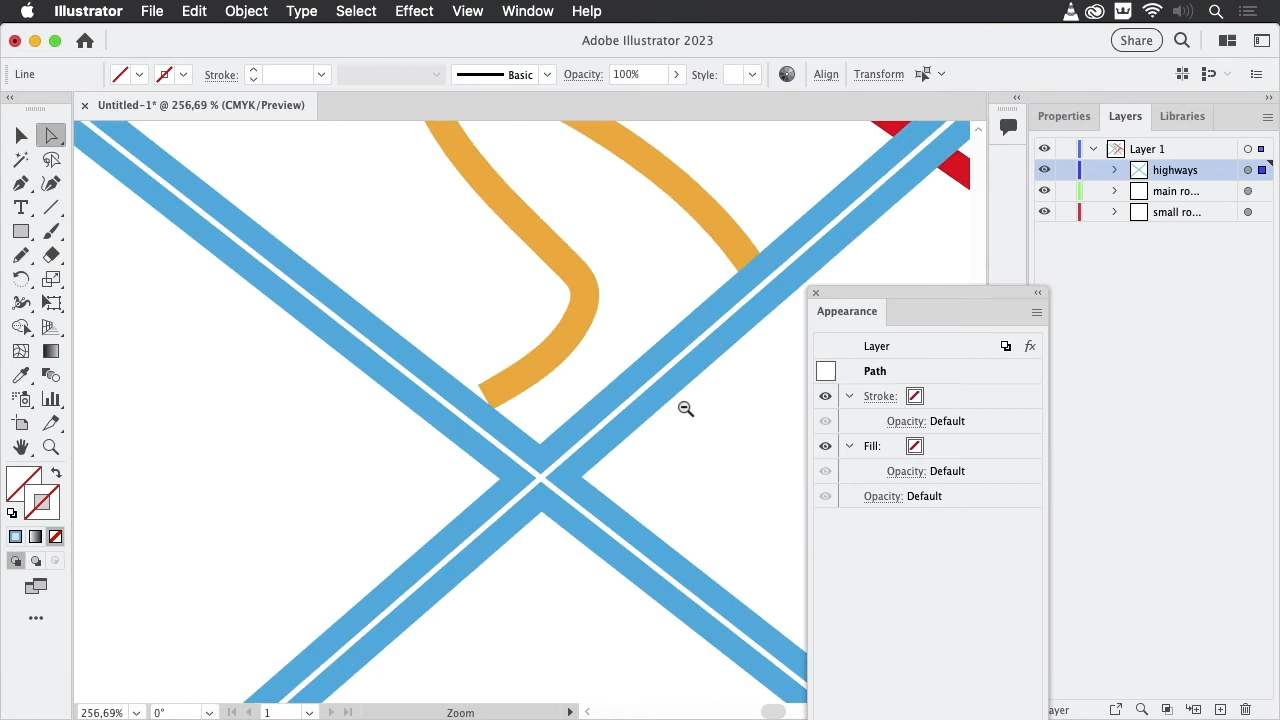 Illustrator File Edit Object Type Select Effect View Window Help
Adobe Illustrator 2023
Share
Line
Stroke:
Basic
Opacity:
100%
Style:
Align
Transform
Untitled-1* @ 256,69 % (CMYK/Preview)
Properties
Layers
Libraries
Layer 1
highways
main ro...
small ro...
Appearance
Layer
fx
Path
Stroke:
Opacity: Default
Fill:
Opacity: Default
Opacity: Default
256,69%
0°
1
Zoom
ayer